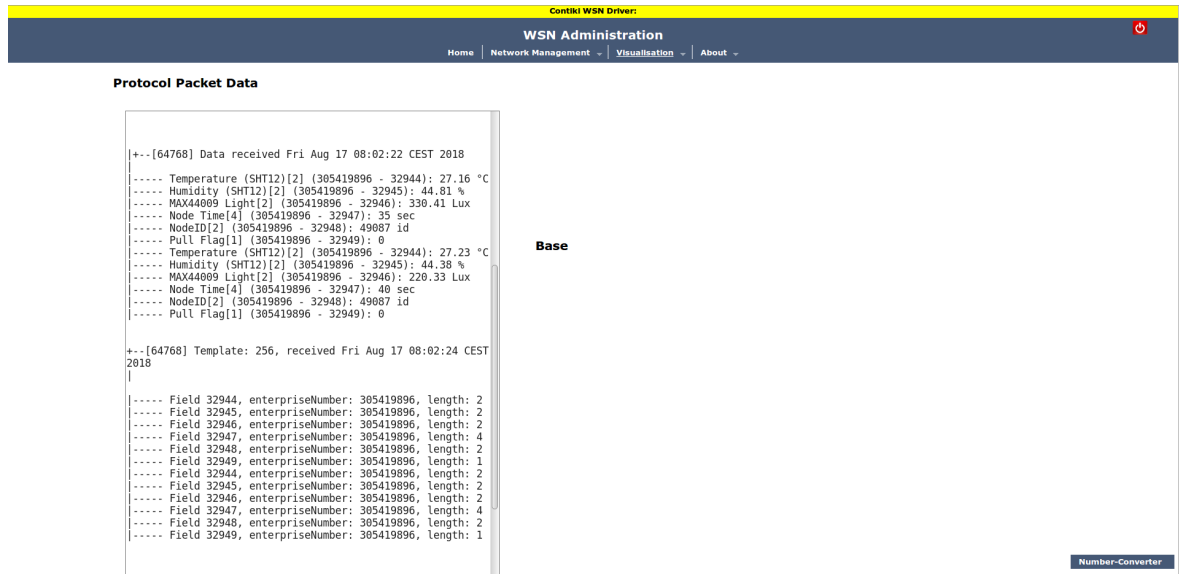 Contiki WSN Driver:
WSN Administration
Home Network Management Visualisation About
Protocol Packet Data
|+--[64768] Data received Fri Aug 17 08:02:22 CEST 2018
|
|----- Temperature (SHT12)[2] (305419896 - 32944): 27.16 °C
|----- Humidity (SHT12)[2] (305419896 - 32945): 44.81 %
|----- MAX44009 Light[2] (305419896 - 32946): 330.41 Lux
|----- Node Time[4] (305419896 - 32947): 35 sec
|----- NodeID[2] (305419896 - 32948): 49087 id
|----- Pull Flag[1] (305419896 - 32949): 0
|----- Temperature (SHT12)[2] (305419896 - 32944): 27.23 °C
|----- Humidity (SHT12)[2] (305419896 - 32945): 44.38 %
|----- MAX44009 Light[2] (305419896 - 32946): 220.33 Lux
|----- Node Time[4] (305419896 - 32947): 40 sec
|----- NodeID[2] (305419896 - 32948): 49087 id
|----- Pull Flag[1] (305419896 - 32949): 0
+--[64768] Template: 256, received Fri Aug 17 08:02:24 CEST
2018
|
|----- Field 32944, enterpriseNumber: 305419896, length: 2
|----- Field 32945, enterpriseNumber: 305419896, length: 2
|----- Field 32946, enterpriseNumber: 305419896, length: 2
|----- Field 32947, enterpriseNumber: 305419896, length: 4
|----- Field 32948, enterpriseNumber: 305419896, length: 2
|----- Field 32949, enterpriseNumber: 305419896, length: 1
|----- Field 32944, enterpriseNumber: 305419896, length: 2
|----- Field 32945, enterpriseNumber: 305419896, length: 2
|----- Field 32946, enterpriseNumber: 305419896, length: 2
|----- Field 32947, enterpriseNumber: 305419896, length: 4
|----- Field 32948, enterpriseNumber: 305419896, length: 2
|----- Field 32949, enterpriseNumber: 305419896, length: 1
Base
Number-Converter